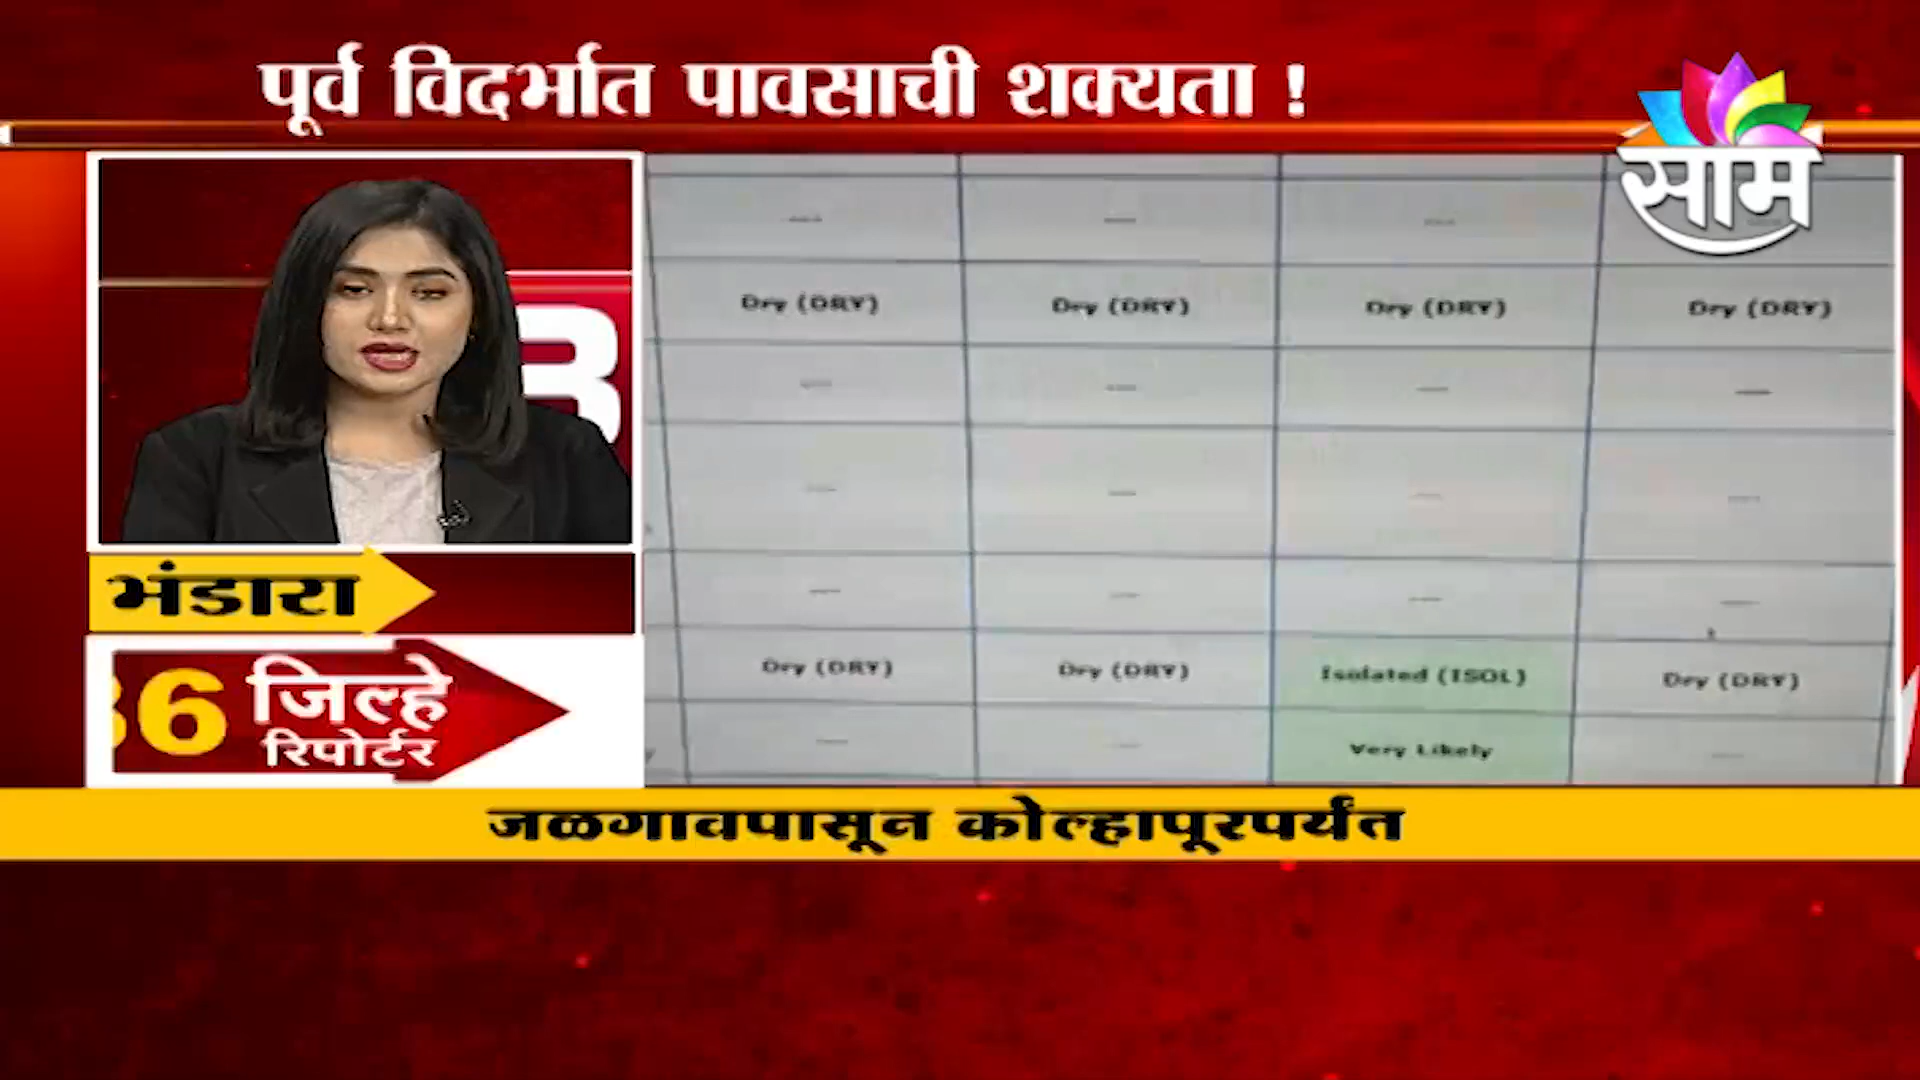 पूर्व विदर्भात पावसाची शक्यता !
साम
Dry (DRY) Dry (DRY) Dry (DRY) Dry (DRY)
भंडारा
Dry (DRY) Dry (DRY) Isolated (ISOL) Dry (DRY)
Very Likely
36 जिल्हे
रिपोर्टर
जळगावपासून कोल्हापूरपर्यंत